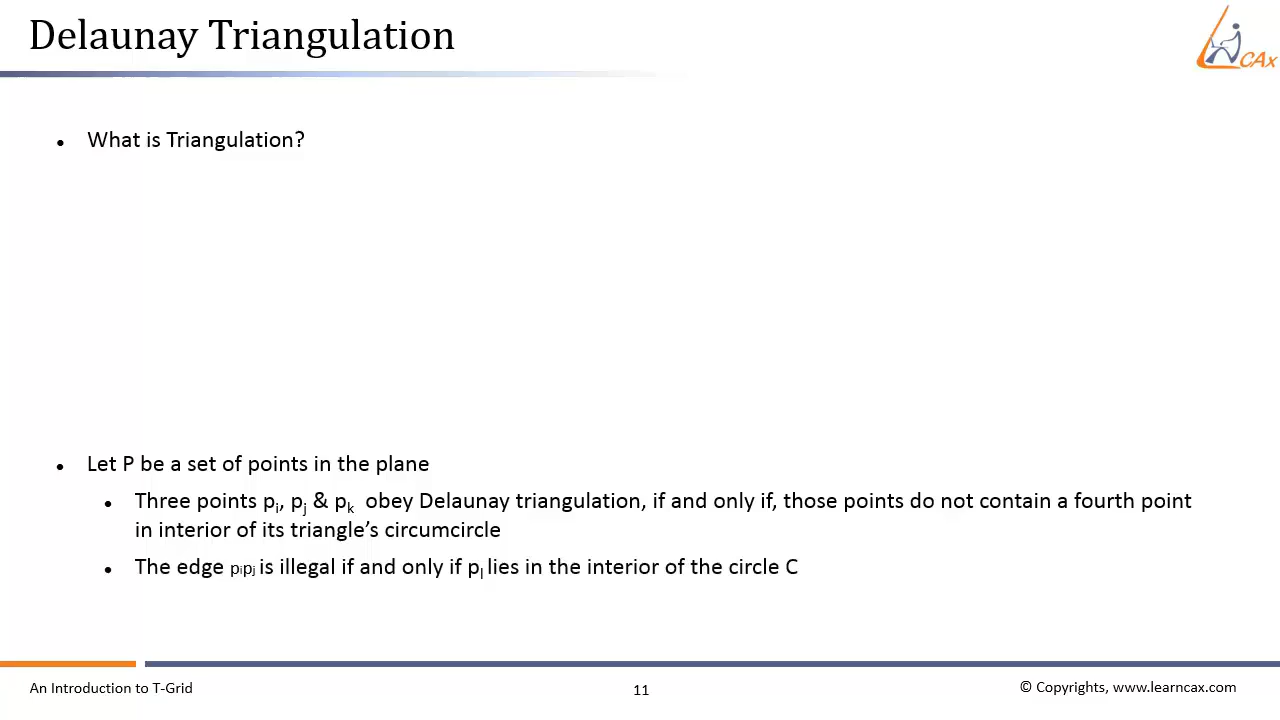 Delaunay Triangulation
CAx
• What is Triangulation?
• Let P be a set of points in the plane
• Three points pi, pj & pk obey Delaunay triangulation, if and only if, those points do not contain a fourth point
in interior of its triangle’s circumcircle
• The edge pipj is illegal if and only if pl lies in the interior of the circle C
An Introduction to T-Grid
11
© Copyrights, www.learncax.com